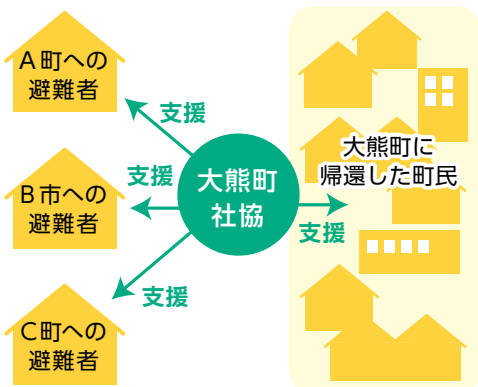 A町への
避難者
支援
B市への
避難者
支援
C町への
避難者
支援
大熊町
社協
支援
大熊町に
帰還した町民